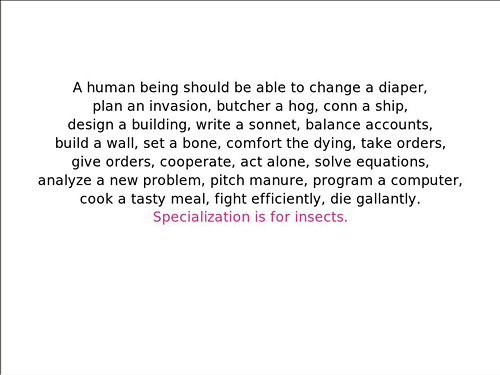 A human being should be able to change a diaper,
plan an invasion, butcher a hog, conn a ship,
design a building, write a sonnet, balance accounts,
build a wall, set a bone, comfort the dying, take orders,
give orders, cooperate, act alone, solve equations,
analyze a new problem, pitch manure, program a computer,
cook a tasty meal, fight efficiently, die gallantly.
Specialization is for insects.